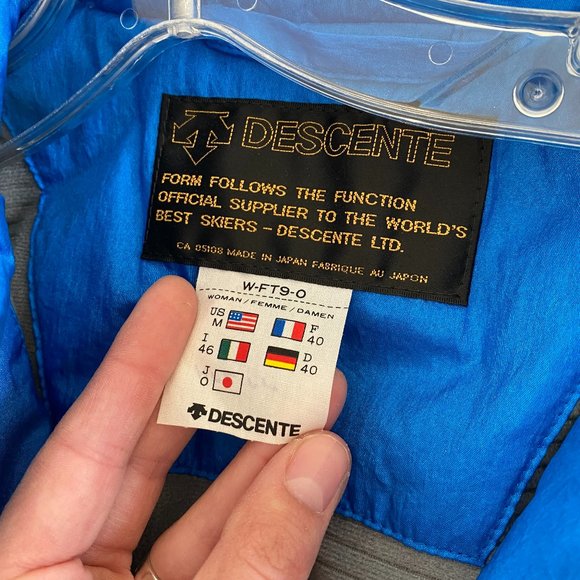 DESCENTE
FORM FOLLOWS THE FUNCTION
OFFICIAL SUPPLIER TO THE WORLD'S
BEST SKIERS – DESCENTE LTD.
CA 05108 MADE IN JAPAN FABRIQUE AU JAPON
W-FT9-O
WOMAN / FEMME / DAMEN
US M F 40
I 46 D 40
J O
DESCENTE